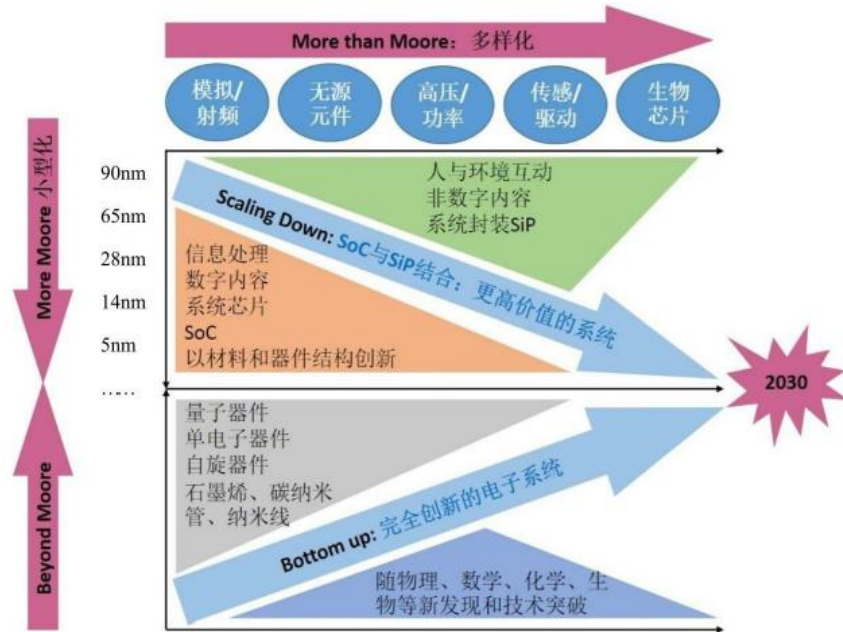 More than Moore：多样化
模拟/
射频
无源
元件
高压/
功率
传感/
驱动
生物
芯片
More Moore 小型化
90nm
65nm
28nm
14nm
5nm
......
人与环境互动
非数字内容
系统封装SiP
Scaling Down: SoC与SiP结合：更高价值的系统
信息处理
数字内容
系统芯片
SoC
以材料和器件结构创新
2030
Beyond Moore
量子器件
单电子器件
自旋器件
石墨烯、碳纳米
管、纳米线
Bottom up: 完全创新的电子系统
随物理、数学、化学、生
物等新发现和技术突破